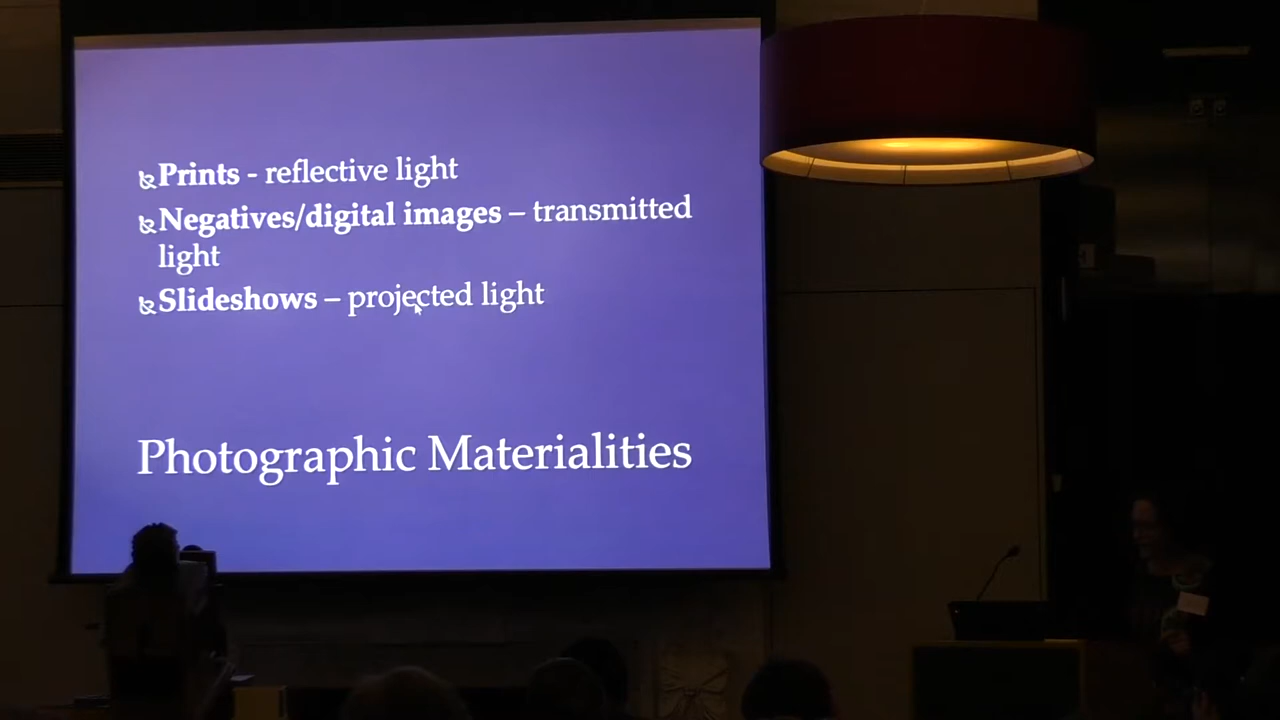 Prints - reflective light
Negatives/digital images – transmitted
light
Slideshows – projected light
Photographic Materialities